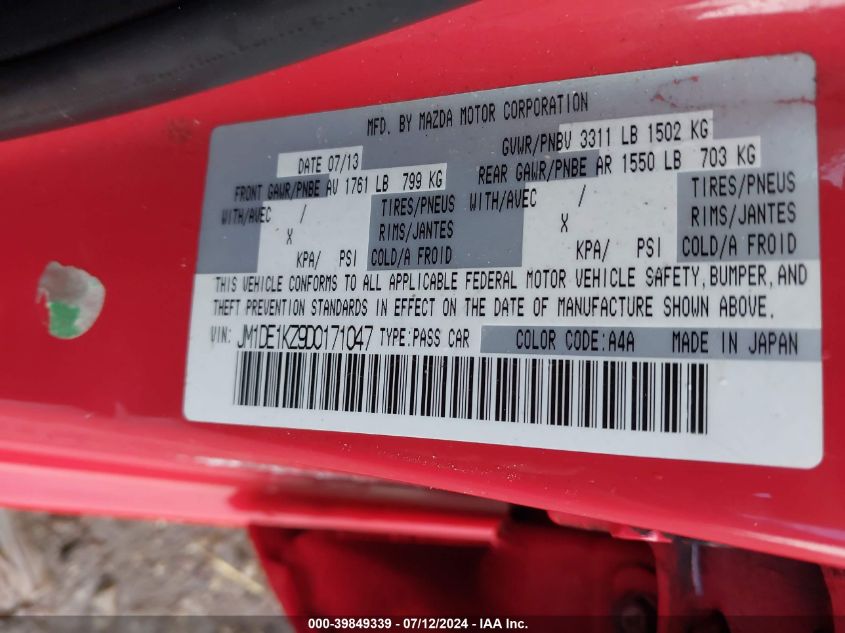 MFD. BY MAZDA MOTOR CORPORATION
DATE 07/13
GVWR/PNBV 3311 LB 1502 KG
FRONT GAWR/PNBE AV 1761 LB 799 KG
REAR GAWR/PNBE AR 1550 LB 703 KG
WITH/AVEC / TIRES/PNEUS WITH/AVEC / TIRES/PNEUS
X RIMS/JANTES X RIMS/JANTES
KPA/ PSI COLD/A FROID KPA/ PSI COLD/A FROID
THIS VEHICLE CONFORMS TO ALL APPLICABLE FEDERAL MOTOR VEHICLE SAFETY, BUMPER, AND
THEFT PREVENTION STANDARDS IN EFFECT ON THE DATE OF MANUFACTURE SHOWN ABOVE.
VIN: JM1DE1KZ9D0171047 TYPE:PASS CAR COLOR CODE:A4A MADE IN JAPAN
000-39849339 - 07/12/2024 - IAA Inc.